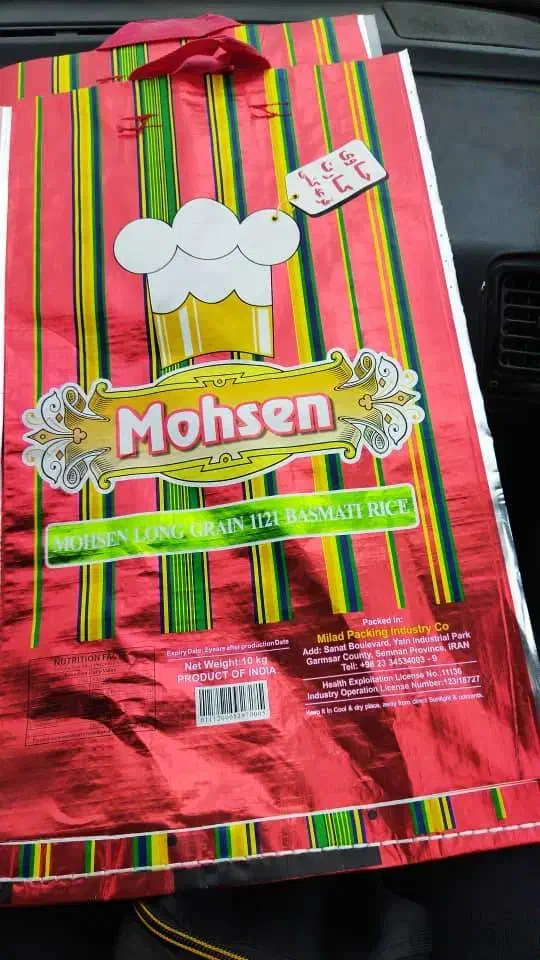 Mohsen
MOHSEN LONG GRAIN 1121 BASMATI RICE
NUTRITION FACTS
Expiry Date: 2years after production Date
Net Weight:10 kg
PRODUCT OF INDIA
Packed in:
Milad Packing Industry Co
Add: Sanat Boulevard, Yatri Industrial Park
Garmsar County, Semnan Province, IRAN
Tell: +98 23 34534003 - 9
Health Exploitation License No.:11136
Industry Operation License Number:123/18727
Keep it in Cool & dry place, away from direct Sunlight &